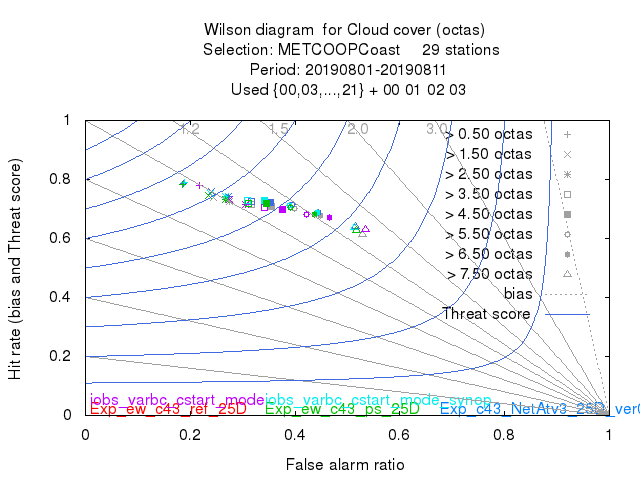 Wilson diagram for Cloud cover (octas)
Selection: METCOOPCoast 29 stations
Period: 20190801-20190811
Used {00,03,...,21} + 00 01 02 03
Hit rate (bias and Threat score)
1
0.8
0.6
0.4
0.2
0
1.2 1.5 2.0 3.0
> 0.50 octas
> 1.50 octas
> 2.50 octas
> 3.50 octas
> 4.50 octas
> 5.50 octas
> 6.50 octas
> 7.50 octas
bias
Threat score
jobs_varbc_cstart_mode jobs_varbc_cstart_mode_synop
Exp_ew_c43_ref_25D Exp_ew_c43_ps_25D Exp_c43_NetAtv3_25D_ver0
0 0.2 0.4 0.6 0.8 1
False alarm ratio